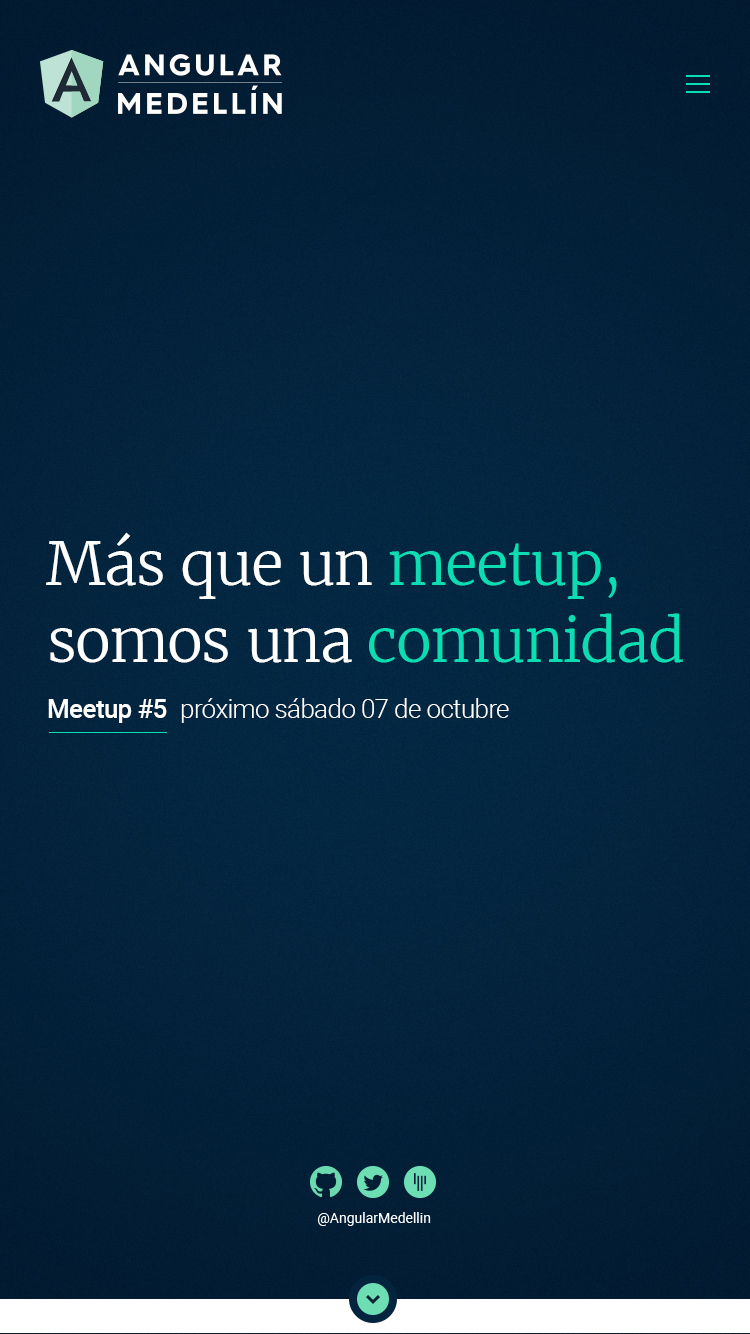 ANGULAR
MEDELLÍN
Más que un meetup,
somos una comunidad
Meetup #5 próximo sábado 07 de octubre
@AngularMedellin